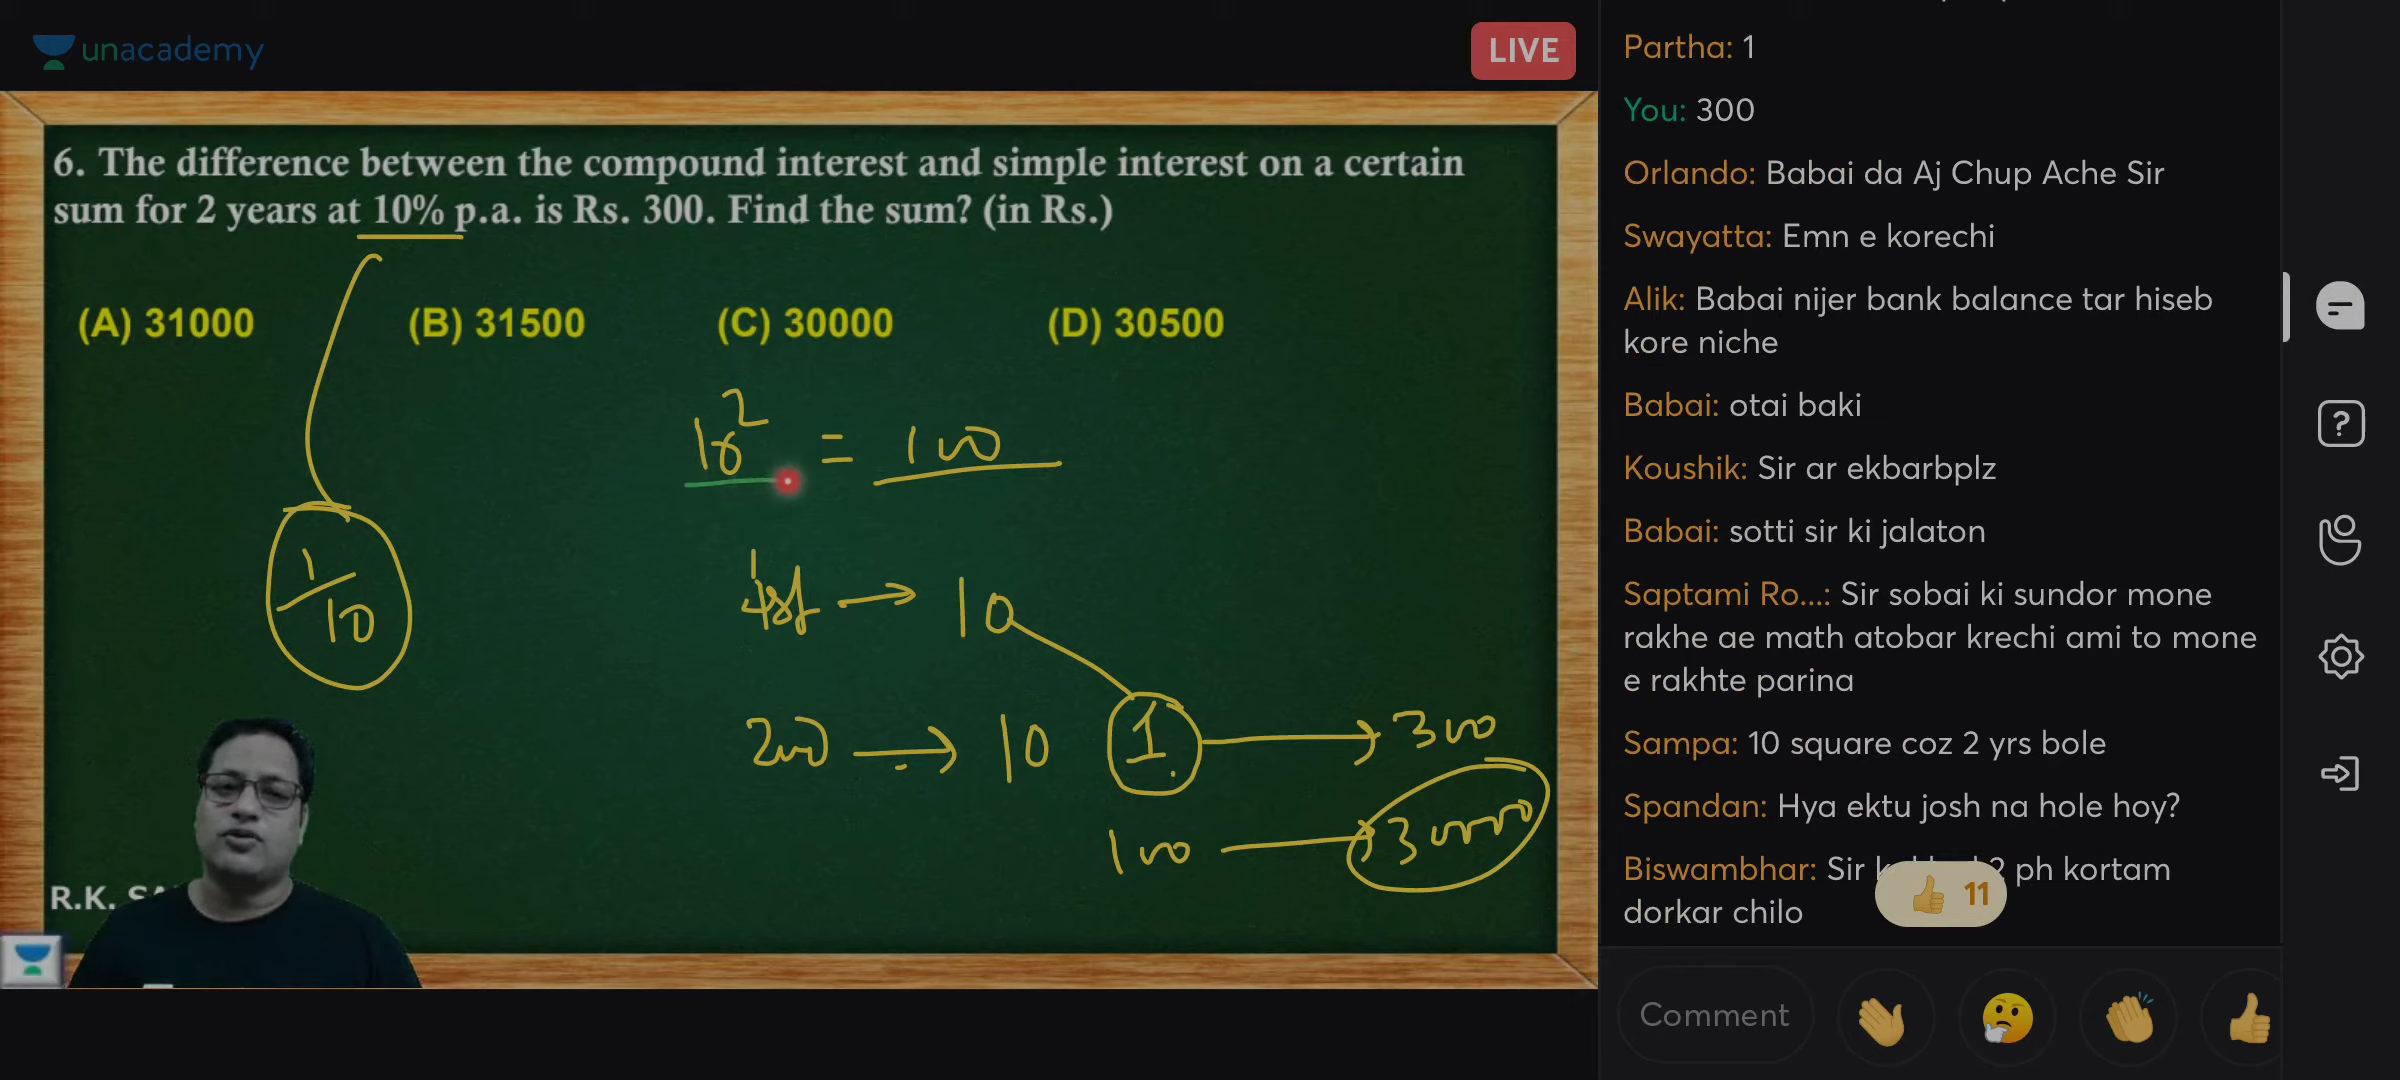 unacademy
LIVE
6. The difference between the compound interest and simple interest on a certain
sum for 2 years at 10% p.a. is Rs. 300. Find the sum? (in Rs.)
(A) 31000 (B) 31500 (C) 30000 (D) 30500
10² = 100
1
10
1st → 10
2nd → 10 1 → 300
100 → 30000
R.K.
Partha: 1
You: 300
Orlando: Babai da Aj Chup Ache Sir
Swayatta: Emn e korechi
Alik: Babai nijer bank balance tar hiseb
kore niche
Babai: otai baki
Koushik: Sir ar ekbarbplz
Babai: sotti sir ki jalaton
Saptami Ro...: Sir sobai ki sundor mone
rakhe ae math atobar krechi ami to mone
e rakhte parina
Sampa: 10 square coz 2 yrs bole
Spandan: Hya ektu josh na hole hoy?
Biswambhar: Sir 2 ph kortam
dorkar chilo
11
Comment